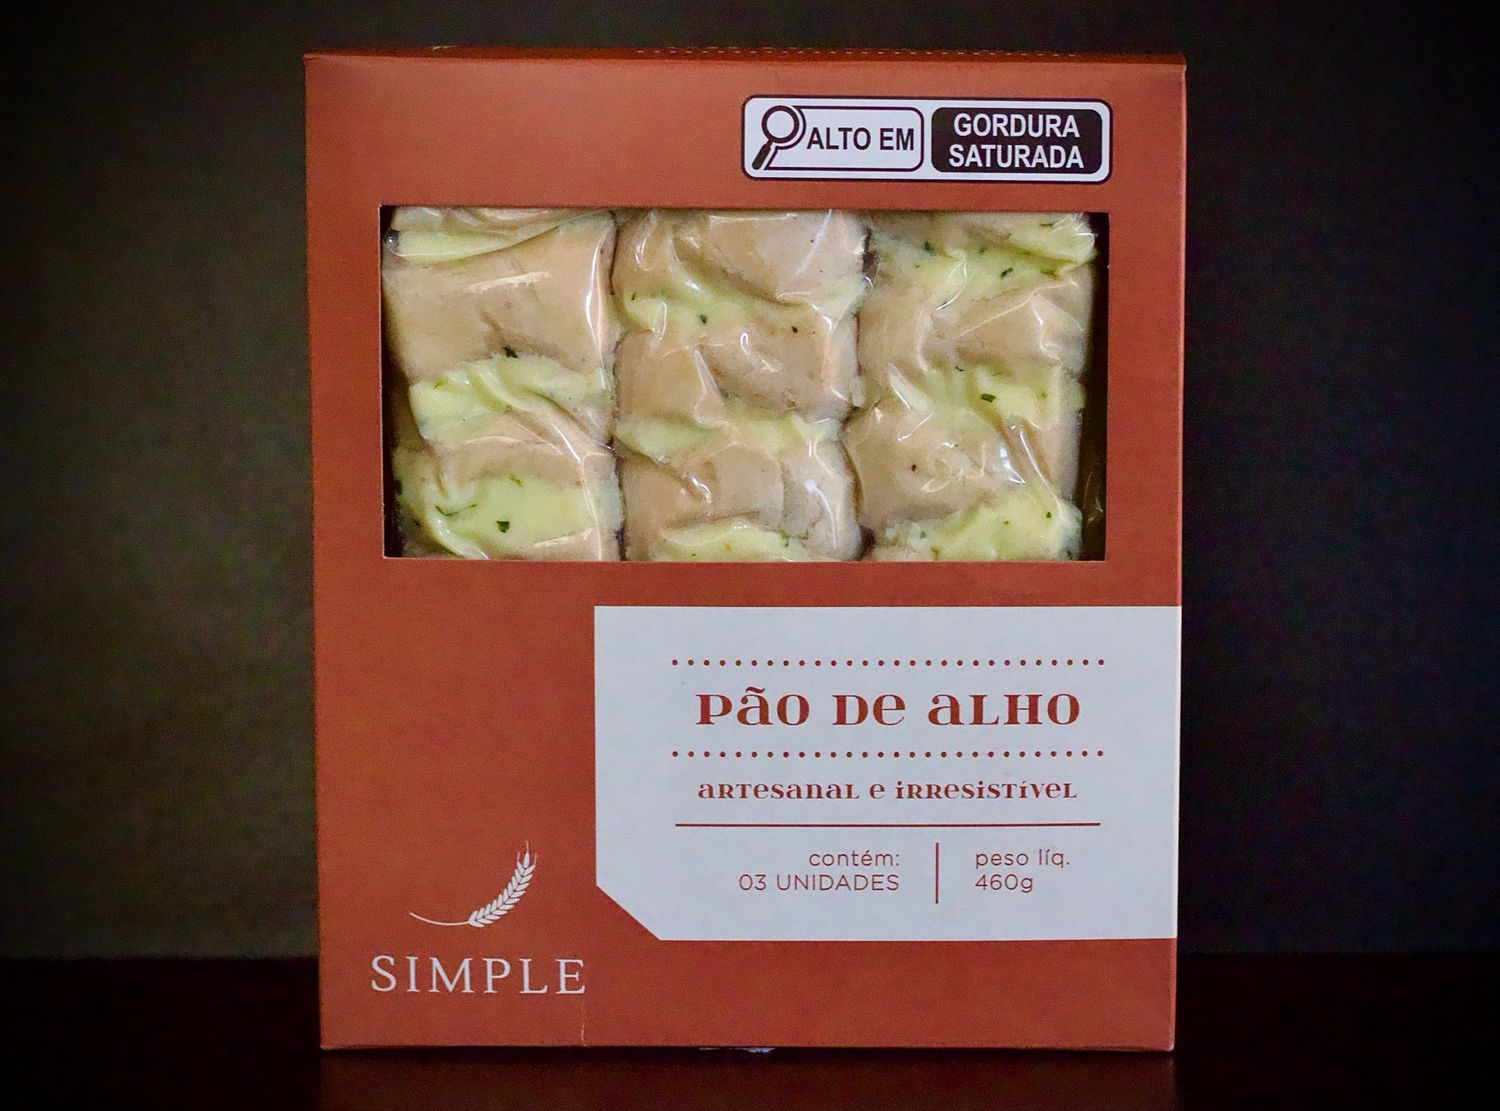 ALTO EM
GORDURA
SATURADA
PÃO DE ALHO
ARTESANAL E IRRESISTÍVEL
contém:
03 UNIDADES
peso líq.
460g
SIMPLE